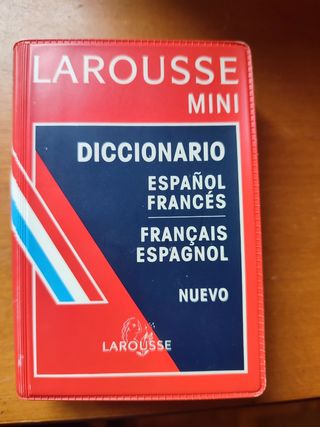 LAROUSSE
MINI
DICCIONARIO
ESPAÑOL
FRANCÉS
FRANÇAIS
ESPAGNOL
NUEVO
LAROUSSE